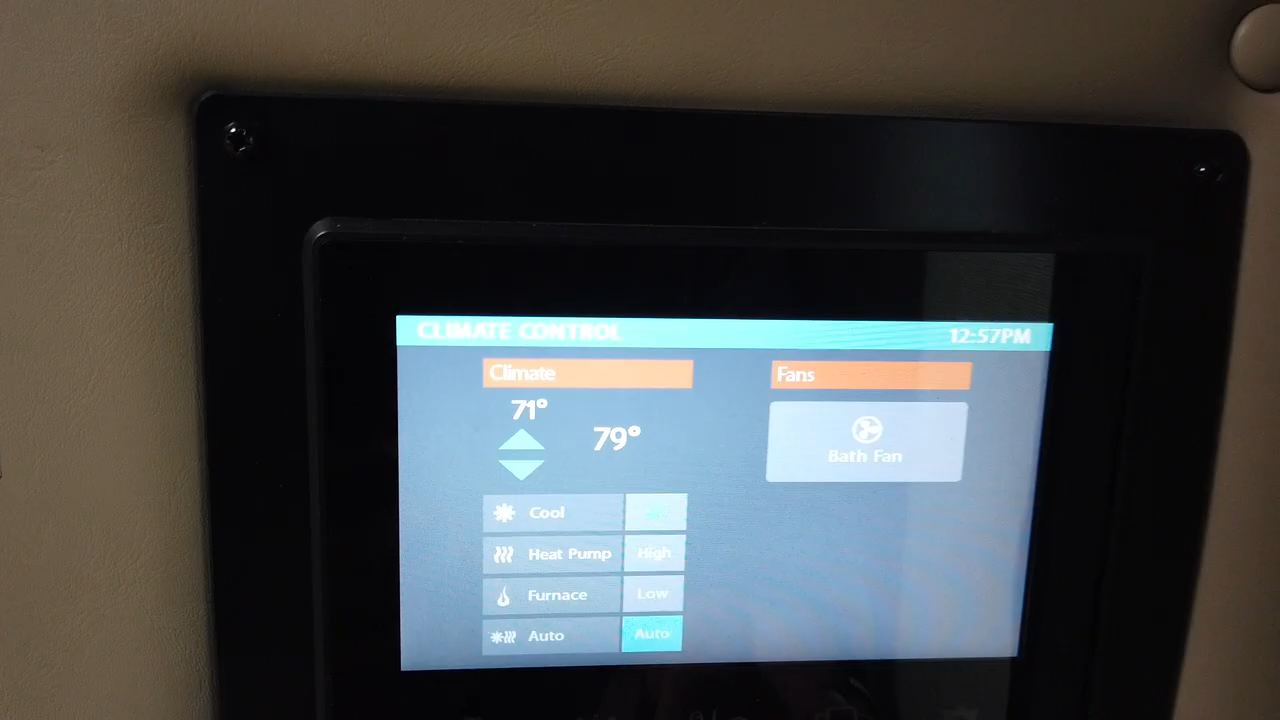 CLIMATE CONTROL 12:57PM
Climate
Fans
71°
79°
Bath Fan
Cool
Heat Pump High
Furnace Low
Auto Auto